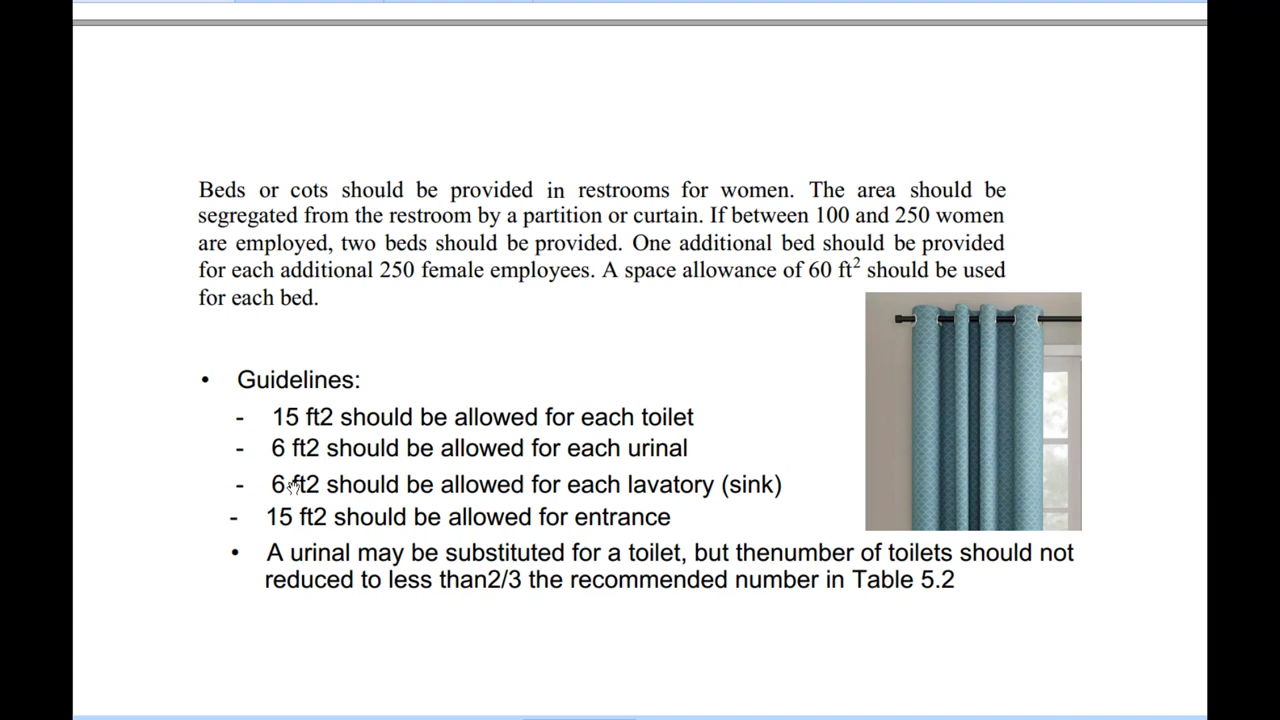 Beds or cots should be provided in restrooms for women. The area should be
segregated from the restroom by a partition or curtain. If between 100 and 250 women
are employed, two beds should be provided. One additional bed should be provided
for each additional 250 female employees. A space allowance of 60 ft² should be used
for each bed.
• Guidelines:
- 15 ft2 should be allowed for each toilet
- 6 ft2 should be allowed for each urinal
- 6 ft2 should be allowed for each lavatory (sink)
- 15 ft2 should be allowed for entrance
• A urinal may be substituted for a toilet, but thenumber of toilets should not
reduced to less than2/3 the recommended number in Table 5.2